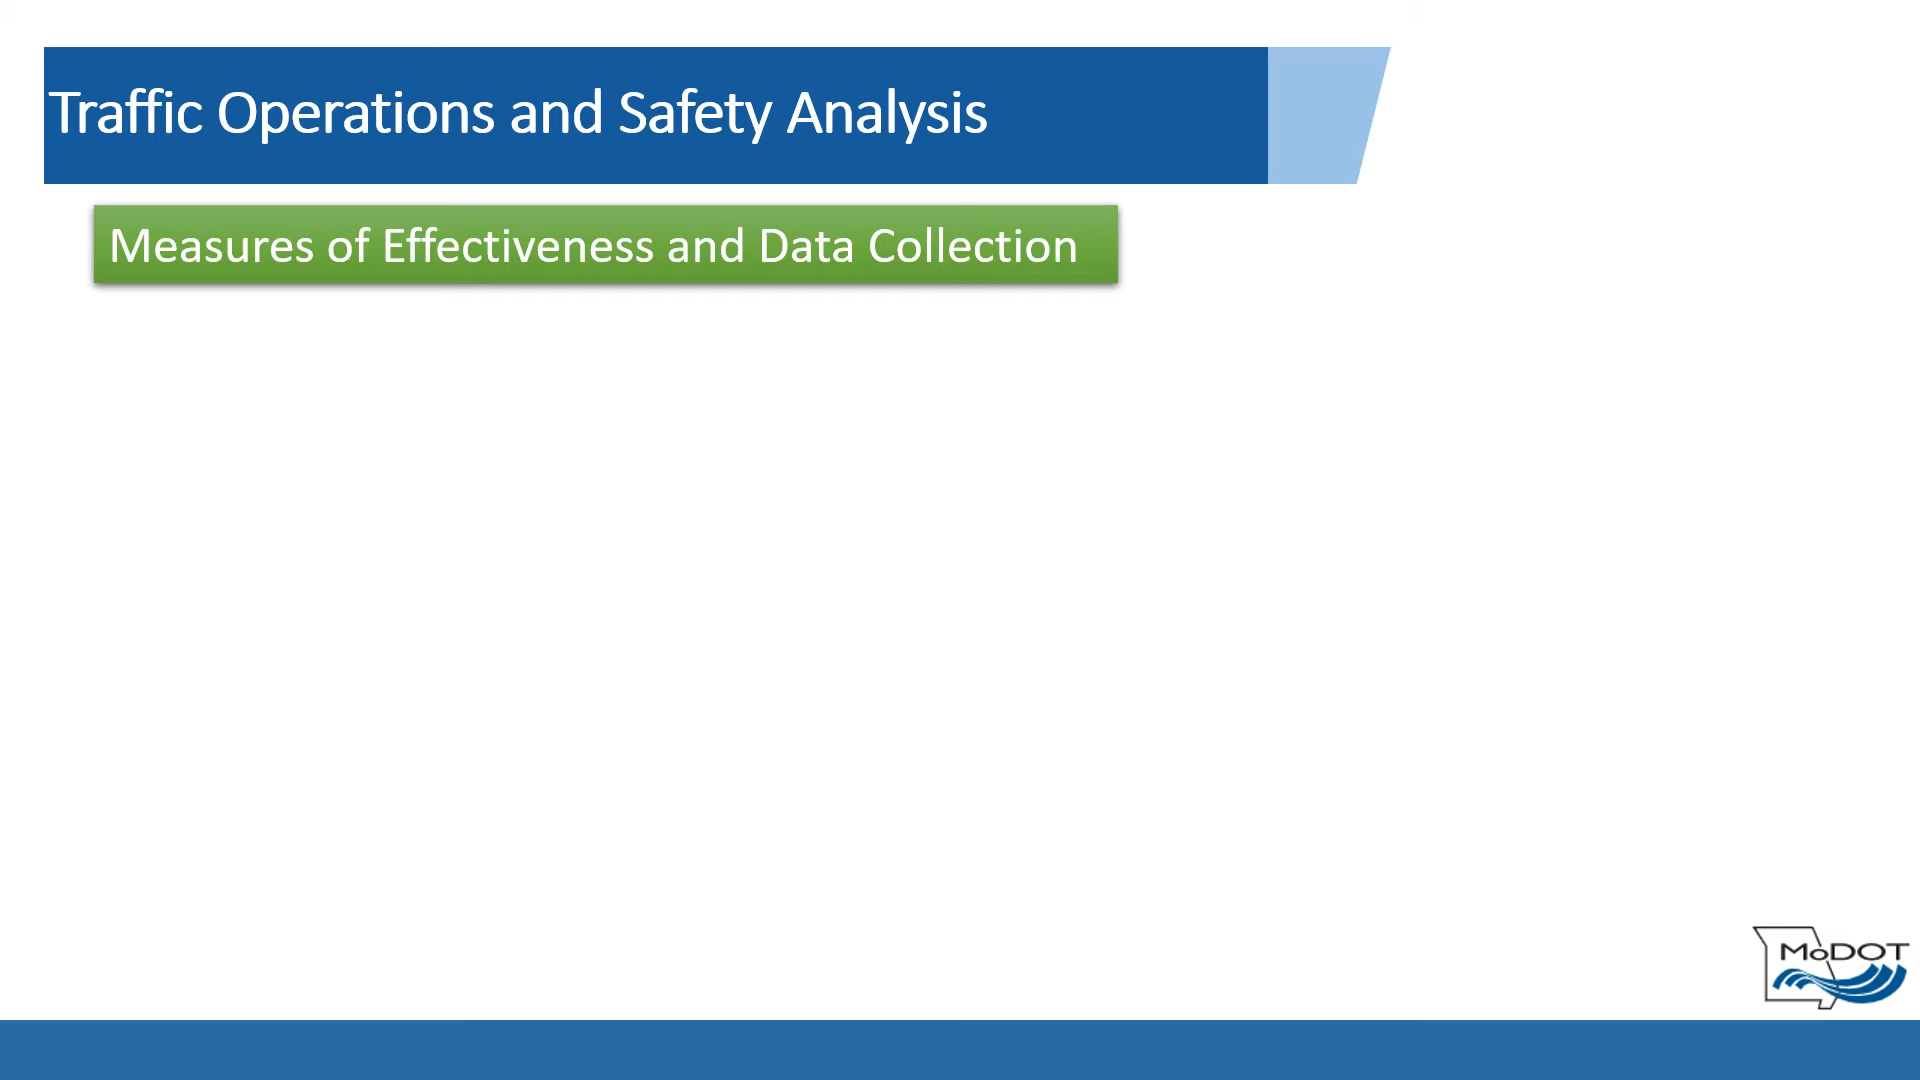 Traffic Operations and Safety Analysis
Measures of Effectiveness and Data Collection
MoDOT